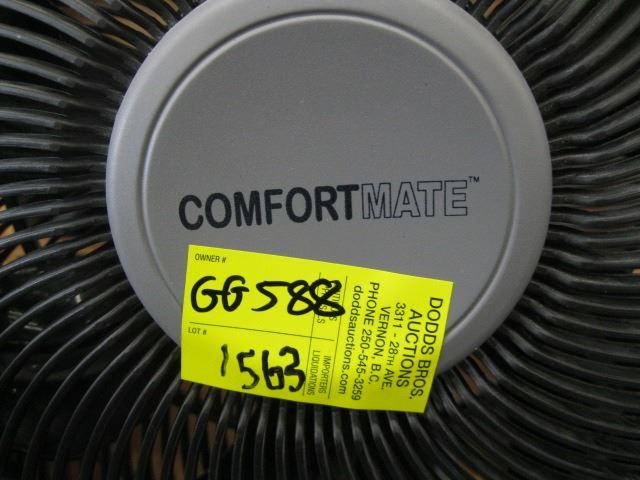 COMFORTMATE™
OWNER #
GG588
LOT #
1563
IMPORTERS
LIQUIDATIONS
DODDS BROS.
AUCTIONS
3311 - 28TH AVE.
VERNON, B.C.
PHONE 250-545-3259
doddsauctions.com